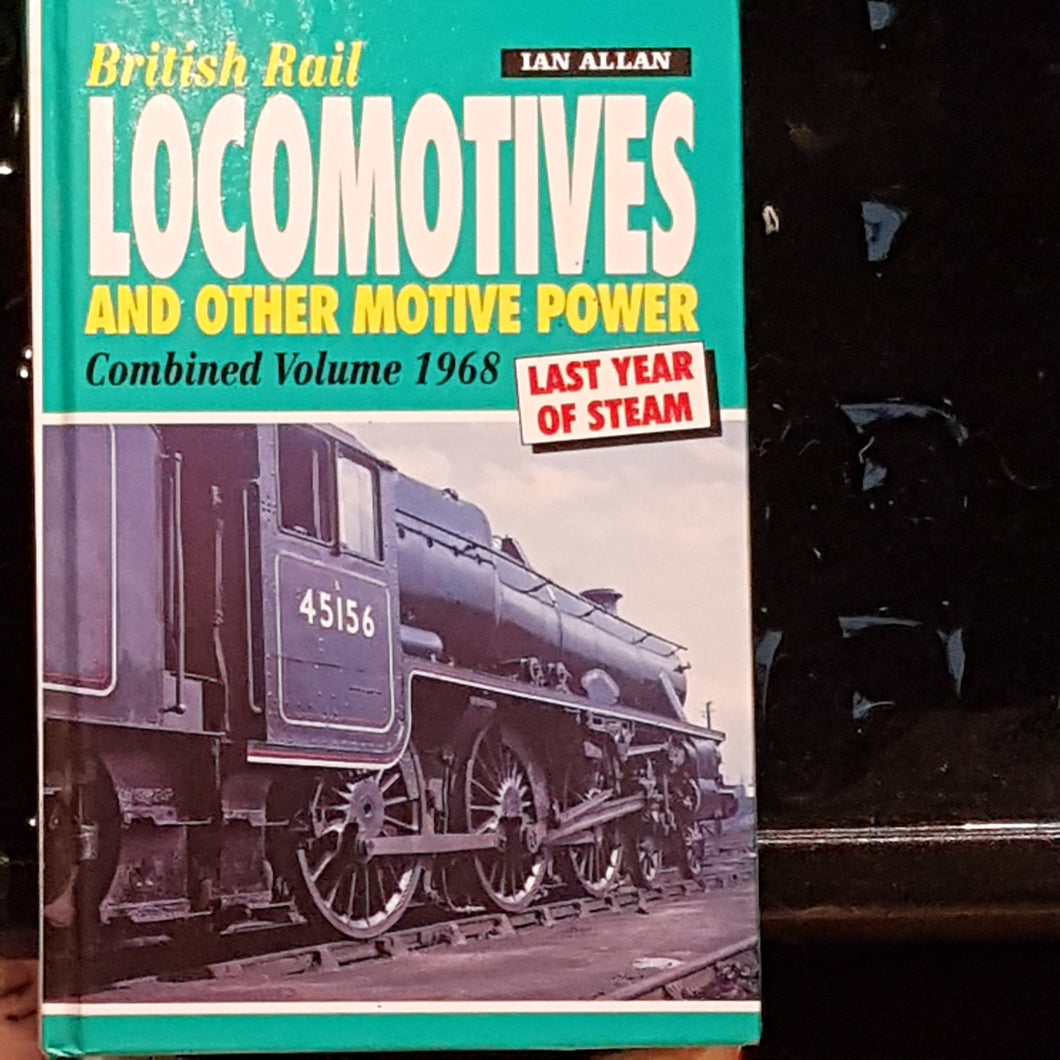 British Rail
IAN ALLAN
LOCOMOTIVES
AND OTHER MOTIVE POWER
Combined Volume 1968
LAST YEAR
OF STEAM
45156